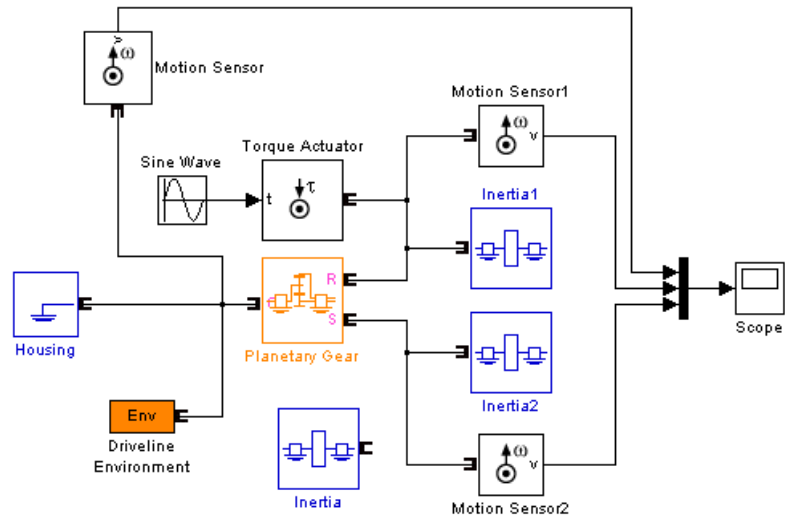 v
ω
Motion Sensor
Motion Sensor1
ω
v
Sine Wave
Torque Actuator
t
τ
Inertia1
R
C
S
Housing
Planetary Gear
Scope
Env
Driveline
Environment
Inertia2
Inertia
ω
v
Motion Sensor2